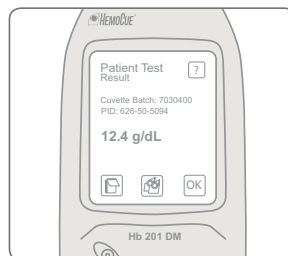 HemoCue
Patient Test
Result
?
Cuvette Batch: 7030400
PID: 626-50-5094
12.4 g/dL
OK
Hb 201 DM